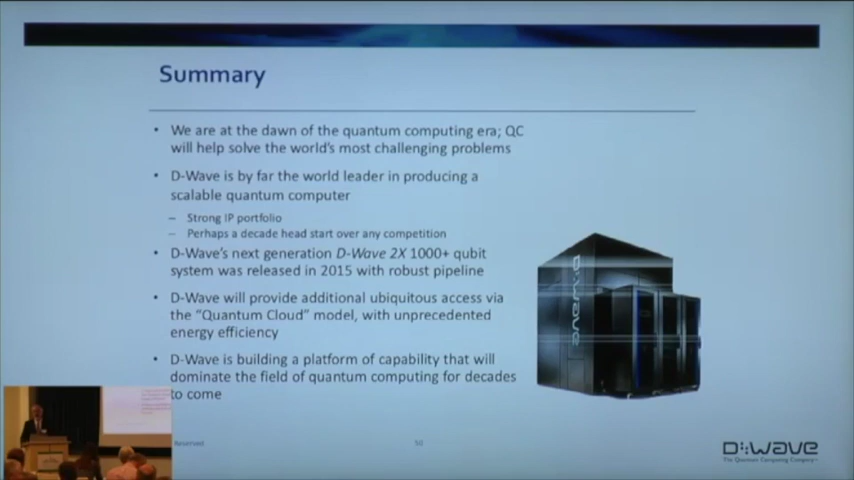 Summary
• We are at the dawn of the quantum computing era; QC
will help solve the world's most challenging problems
• D-Wave is by far the world leader in producing a
scalable quantum computer
– Strong IP portfolio
– Perhaps a decade head start over any competition
• D-Wave's next generation D-Wave 2X 1000+ qubit
system was released in 2015 with robust pipeline
• D-Wave will provide additional ubiquitous access via
the "Quantum Cloud" model, with unprecedented
energy efficiency
• D-Wave is building a platform of capability that will
dominate the field of quantum computing for decades
to come
D:wave
Reserved
50
D:wave
The Quantum Computing Company™